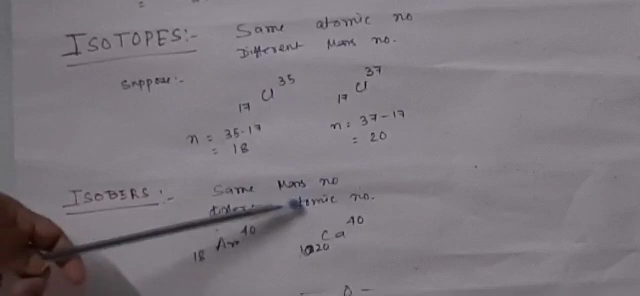 ISOTOPES:- Same atomic no
Different Mass no.
Suppose:-
17 Cl 35 17 Cl 37
n = 35-17 n = 37-17
= 18 = 20
ISOBERS:- Same Mass no
atomic no.
18 Ar 40 20 Ca 40